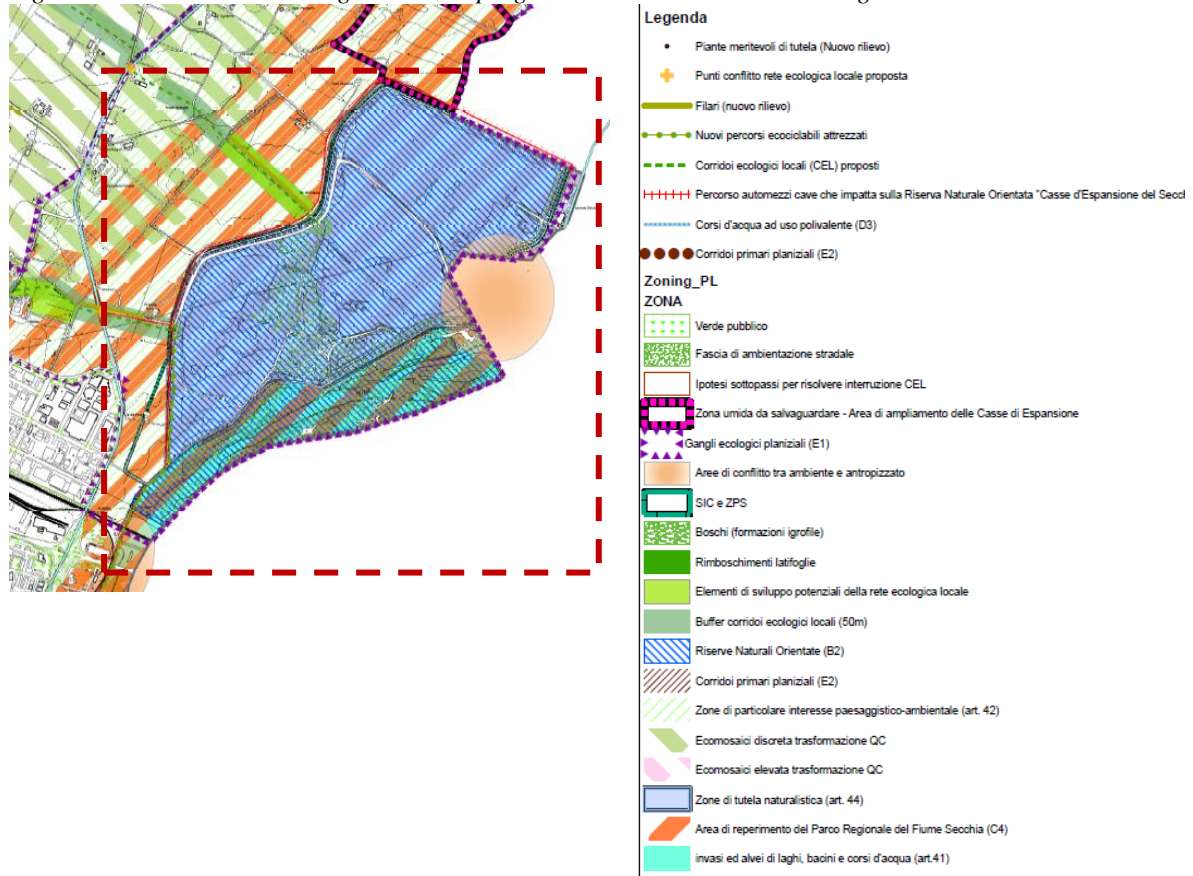 Legenda
Piante meritevoli di tutela (Nuovo rilievo)
Punti conflitto rete ecologica locale proposta
Filari (nuovo rilievo)
Nuovi percorsi ecociclabili attrezzati
Corridoi ecologici locali (CEL) proposti
Percorso automezzi cave che impatta sulla Riserva Naturale Orientata "Casse d'Espansione del Secch
Corsi d'acqua ad uso polivalente (D3)
Corridoi primari planiziali (E2)
Zoning_PL
ZONA
Verde pubblico
Fascia di ambientazione stradale
Ipotesi sottopassi per risolvere interruzione CEL
Zona umida da salvaguardare - Area di ampliamento delle Casse di Espansione
Gangli ecologici planiziali (E1)
Aree di conflitto tra ambiente e antropizzato
SIC e ZPS
Boschi (formazioni igrofile)
Rimboschimenti latifoglie
Elementi di sviluppo potenziali della rete ecologica locale
Buffer corridoi ecologici locali (50m)
Riserve Naturali Orientate (B2)
Corridoi primari planiziali (E2)
Zone di particolare interesse paesaggistico-ambientale (art. 42)
Ecomosaici discreta trasformazione QC
Ecomosaici elevata trasformazione QC
Zone di tutela naturalistica (art. 44)
Area di reperimento del Parco Regionale del Fiume Secchia (C4)
invasi ed alvei di laghi, bacini e corsi d'acqua (art.41)